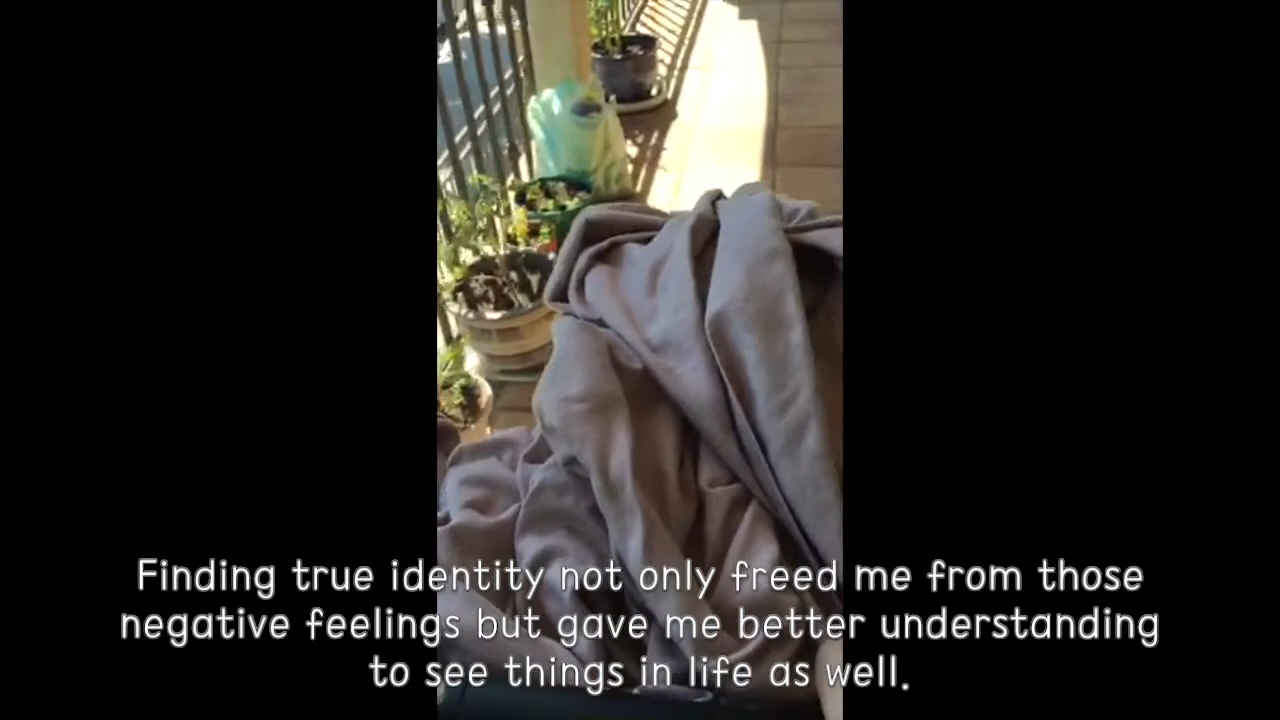 Finding true identity not only freed me from those
negative feelings but gave me better understanding
to see things in life as well.